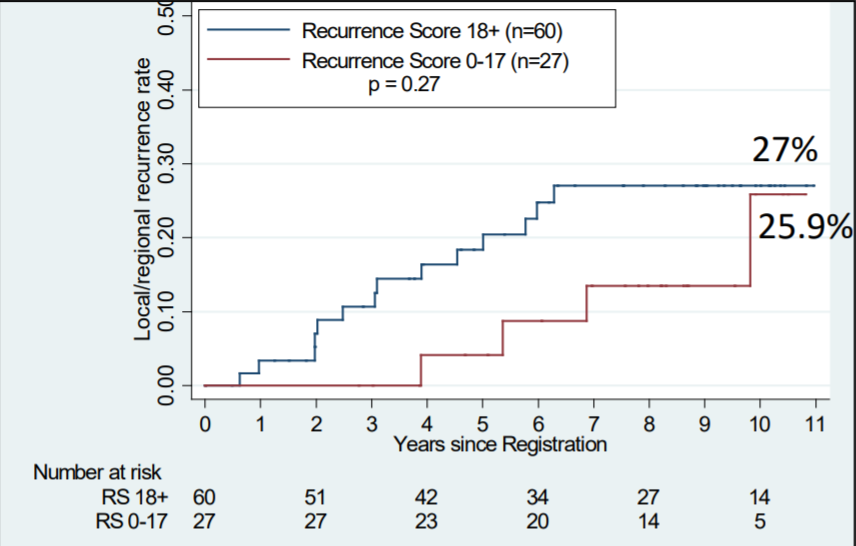 0.50
Recurrence Score 18+ (n=60)
Recurrence Score 0-17 (n=27)
p = 0.27
Local/regional recurrence rate
0.40
0.30
0.20
0.10
0.00
27%
25.9%
0 1 2 3 4 5 6 7 8 9 10 11
Years since Registration
Number at risk
RS 18+ 60 51 42 34 27 14
RS 0-17 27 27 23 20 14 5